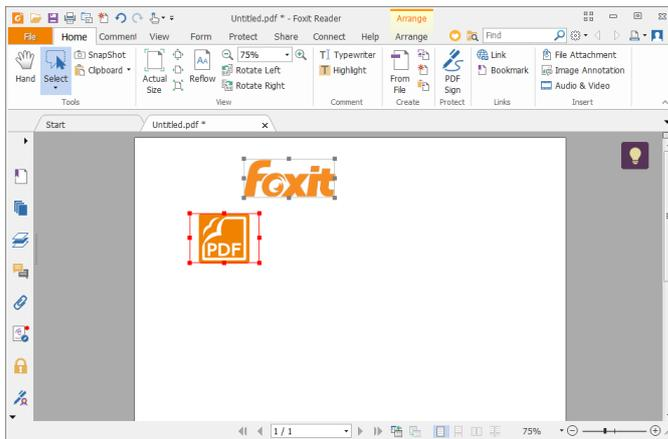 Untitled.pdf * - Foxit Reader
Arrange
File Home Comment View Form Protect Share Connect Help Arrange
Find
Hand
Select
SnapShot
Clipboard
Tools
Actual Size
Reflow
75%
Rotate Left
Rotate Right
View
Typewriter
Highlight
Comment
From File
Create
PDF Sign
Protect
Link
Bookmark
Links
File Attachment
Image Annotation
Audio & Video
Insert
Start
Untitled.pdf *
foxit
PDF
1 / 1
75%